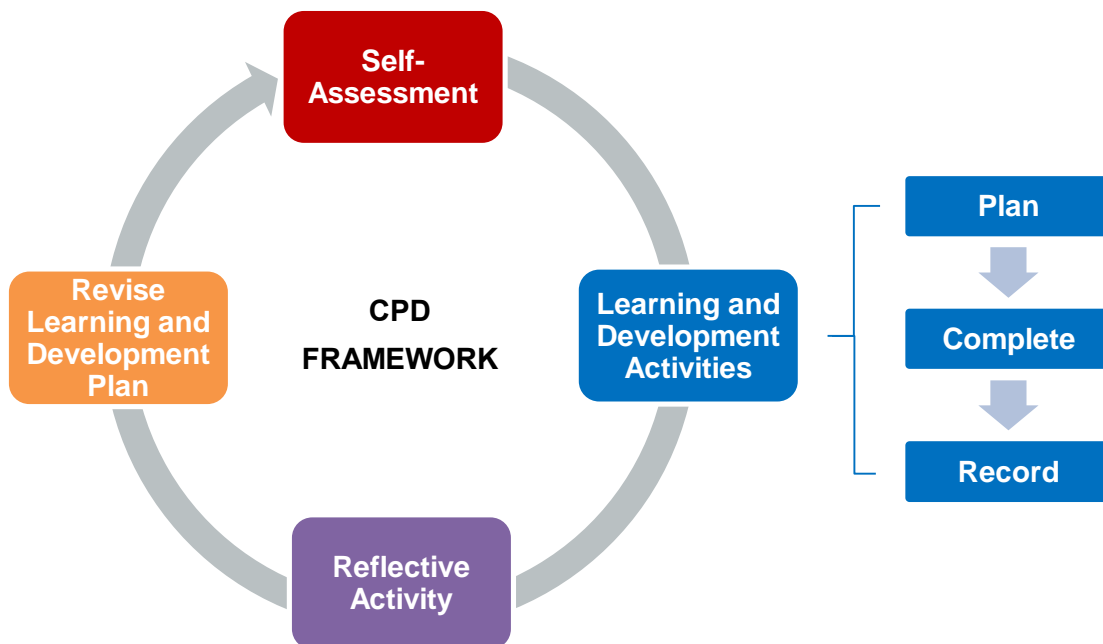 Self-
Assessment
Plan
Revise
Learning and
Development
Plan
CPD
FRAMEWORK
Learning and
Development
Activities
Complete
Record
Reflective
Activity